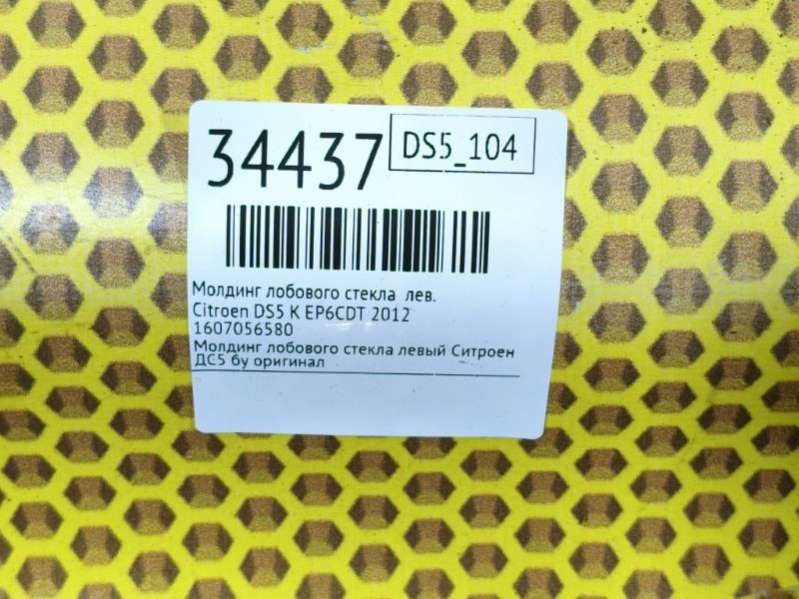 34437
DS5_104
Молдинг лобового стекла лев.
Citroen DS5 K EP6CDT 2012
1607056580
Молдинг лобового стекла левый Ситроен
ДС5 бу оригинал